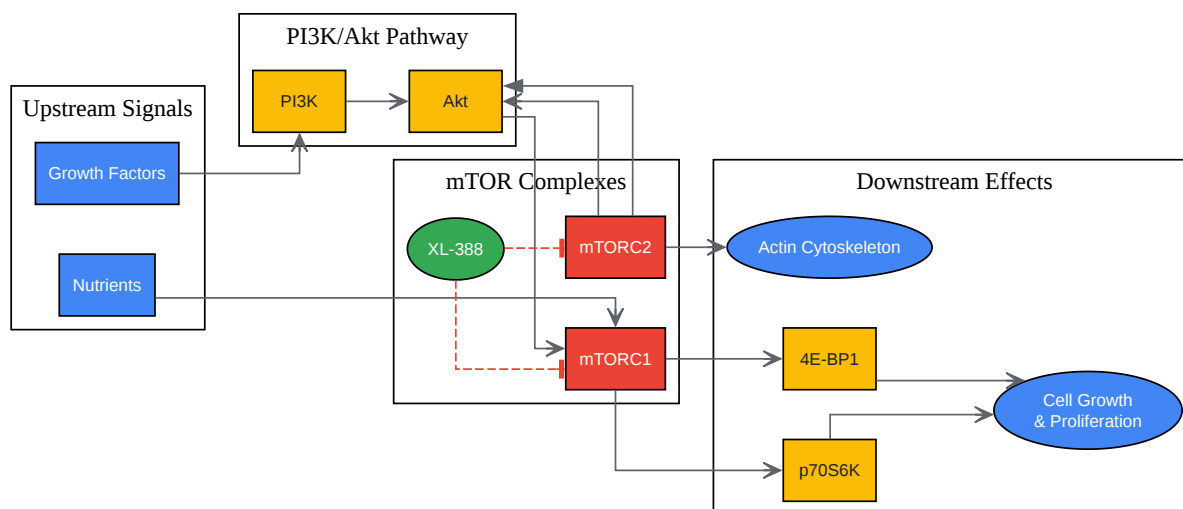 PI3K/Akt Pathway
PI3K
Akt
Upstream Signals
Growth Factors
Nutrients
mTOR Complexes
XL-388
mTORC2
mTORC1
Downstream Effects
Actin Cytoskeleton
4E-BP1
Cell Growth
& Proliferation
p70S6K